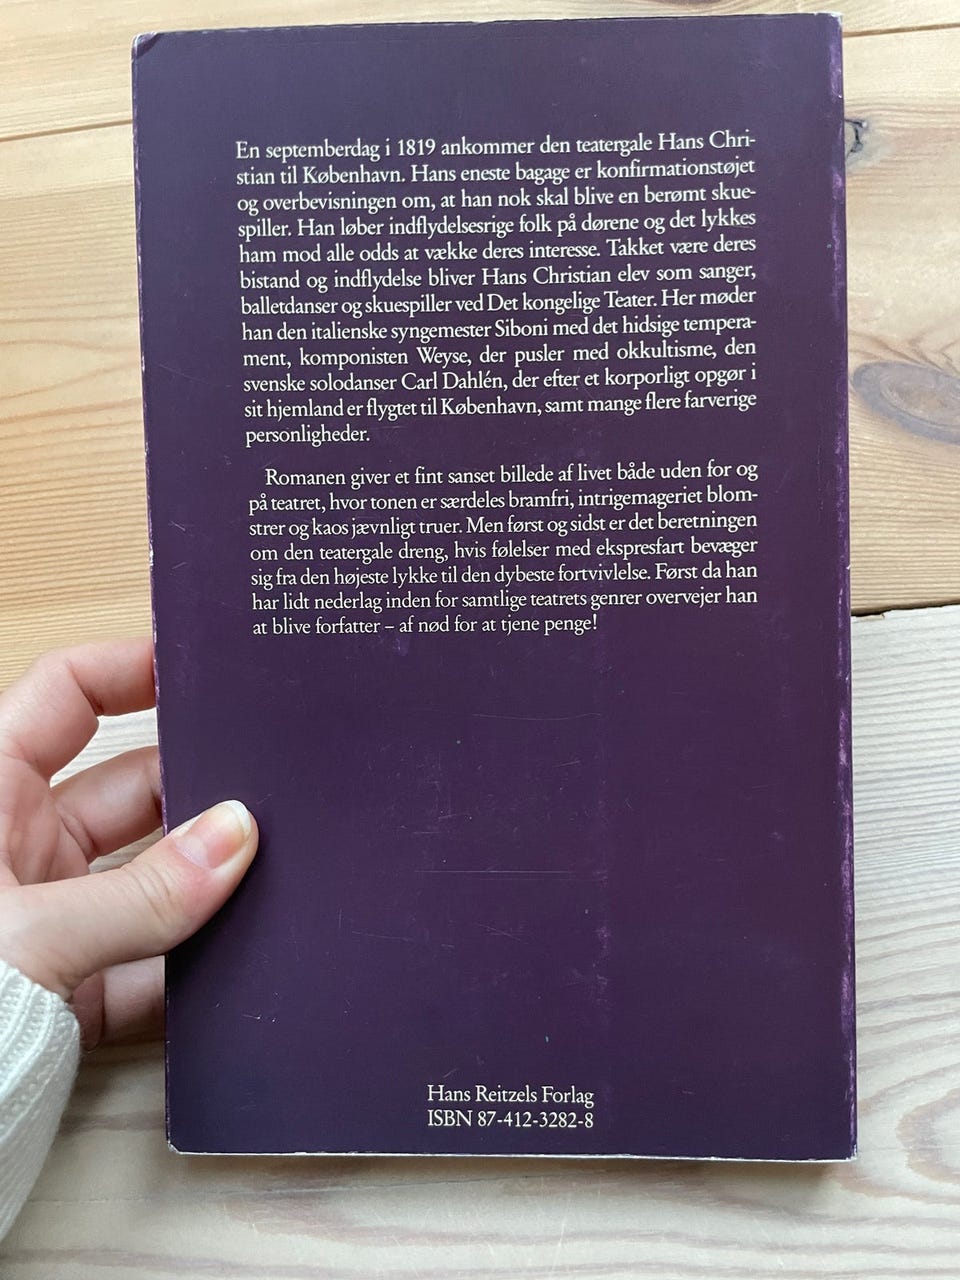 En septemberdag i 1819 ankommer den teatergale Hans Chri-
stian til København. Hans eneste bagage er konfirmationstøjet
og overbevisningen om, at han nok skal blive en berømt skue-
spiller. Han løber indflydelsesrige folk på dørene og det lykkes
ham mod alle odds at vække deres interesse. Takket være deres
bistand og indflydelse bliver Hans Christian elev som sanger,
balletdanser og skuespiller ved Det kongelige Teater. Her møder
han den italienske syngemester Siboni med det hidsige tempera-
ment, komponisten Weyse, der pusler med okkultisme, den
svenske solodanser Carl Dahlén, der efter et korporligt opgør i
sit hjemland er flygtet til København, samt mange flere farverige
personligheder.
Romanen giver et fint sanset billede af livet både uden for og
på teatret, hvor tonen er særdeles bramfri, intrigemageriet blom-
strer og kaos jævnligt truer. Men først og sidst er det beretningen
om den teatergale dreng, hvis følelser med ekspresfart bevæger
sig fra den højeste lykke til den dybeste fortvivlelse. Først da han
har lidt nederlag inden for samtlige teatrets genrer overvejer han
at blive forfatter – af nød for at tjene penge!
Hans Reitzels Forlag
ISBN 87-412-3282-8